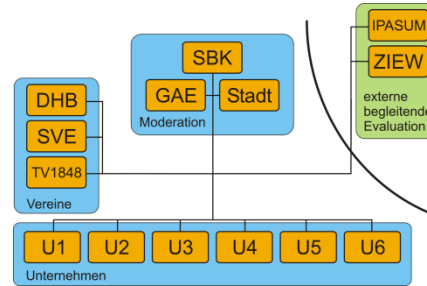 DHB
SVE
TV1848
Vereine
SBK
GAE Stadt
Moderation
IPASUM
ZIEW
externe
begleitende
Evaluation
U1 U2 U3 U4 U5 U6
Unternehmen